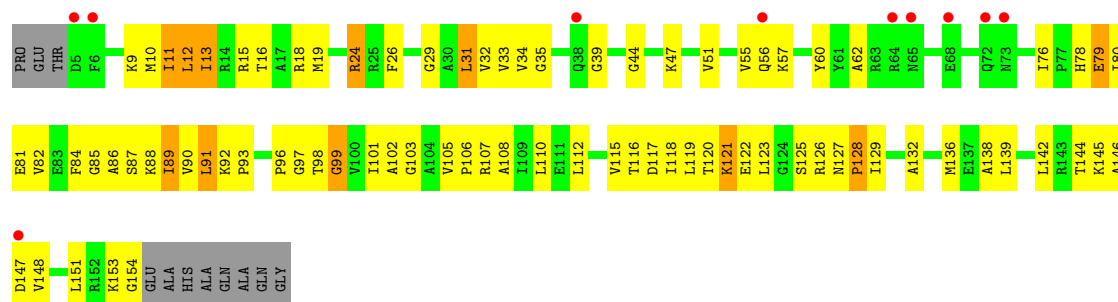 PRO GLU THR D5 F6 K9 M10 I11 L12 I13 R14 R15 T16 A17 R18 M19 R24 R25 F26 G29 A30 L31 V32 V33 V34 G35 Q38 G39 G44 K47 V51 V55 Q56 K57 Y60 Y61 A62 R63 R64 N65 E68 Q72 N73 I76 P77 H78 E79 I80
E81 V82 E83 F84 G85 A86 S87 K88 I89 V90 L91 K92 P93 P96 G97 T98 G99 V100 I101 A102 G103 A104 V105 P106 R107 A108 I109 L110 E111 L112 V115 T116 D117 I118 L119 T120 K121 E122 L123 G124 S125 R126 N127 P128 I129 A132 M136 E137 A138 L139 L142 R143 T144 K145 A146
D147 V148 L151 R152 K153 G154 GLU ALA HIS ALA GLN ALA GLN GLY